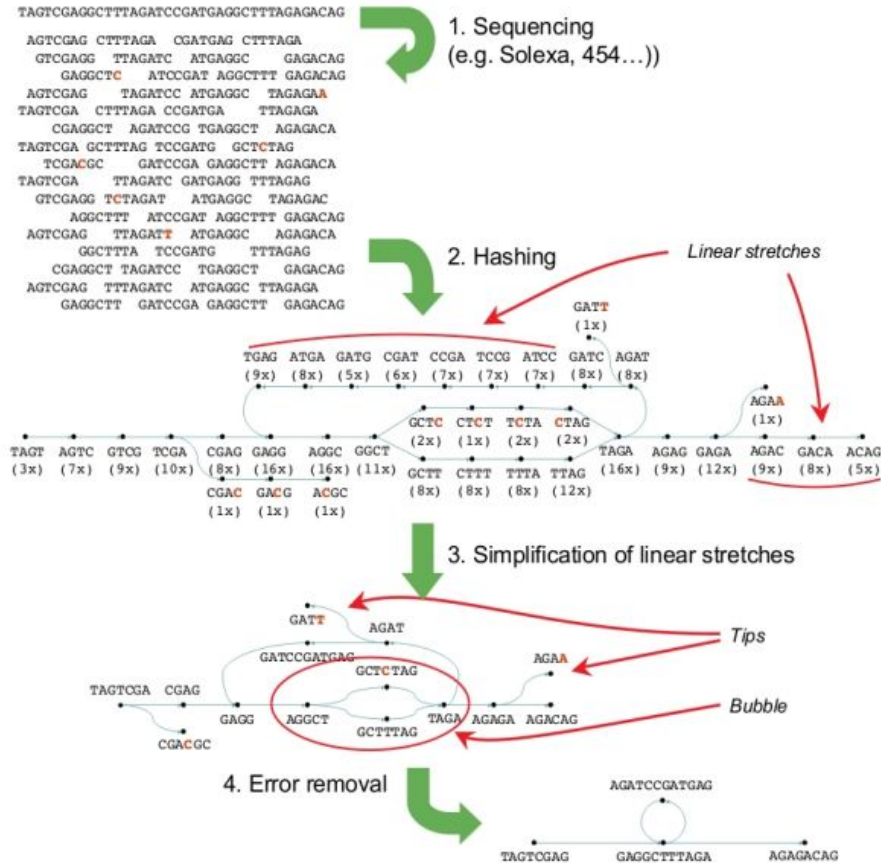 TAGTCGAGGCTTTAGATCCGATGAGGCTTTAGAGACAG
AGTCGAG CTTTAGA CGATGAG CTTTAGA
GTCGAGG TTAGATC ATGAGGC GAGACAG
GAGGCTC ATCCGAT AGGCTTT GAGACAG
AGTCGAG TAGATCC ATGAGGC TAGAGAA
TAGTCGA CTTTAGA CCGATGA TTAGAGA
CGAGGCT AGATCCG TGAGGCT AGAGACA
TAGTCGA GCTTTAG TCCGATG GCTCTAG
TCGACGC GATCCGA GAGGCTT AGAGACA
TAGTCGA TTAGATC GATGAGG TTTAGAG
GTCGAGG TCTAGAT ATGAGGC TAGAGAC
AGGCTTT ATCCGAT AGGCTTT GAGACAG
AGTCGAG TTAGATT ATGAGGC AGAGACA
GGCTTTA TCCGATG TTTAGAG
CGAGGCT TAGATCC TGAGGCT GAGACAG
AGTCGAG TTTAGATC ATGAGGC TTAGAGA
GAGGCTT GATCCGA GAGGCTT GAGACAG
1. Sequencing
(e.g. Solexa, 454…))
2. Hashing
Linear stretches
GATT
(1x)
TGAG ATGA GATG CGAT CCGA TCCG ATCC GATC AGAT
(9x) (8x) (5x) (6x) (7x) (7x) (7x) (8x) (8x)
AGAA
(1x)
GCTC CTCT TCTA CTAG
(2x) (1x) (2x) (2x)
TAGT AGTC GTCG TCGA CGAG GAGG AGGC GGCT TAGA AGAG GAGA AGAC GACA ACAG
(3x) (7x) (9x) (10x) (8x) (16x) (16x) (11x) (16x) (9x) (12x) (9x) (8x) (5x)
GCTT CTTT TTTA TTAG
(8x) (8x) (8x) (12x)
CGAC GACG ACGC
(1x) (1x) (1x)
3. Simplification of linear stretches
GATT
AGAT
Tips
GATCCGATGAG
GCTCTAG
AGAA
TAGTCGA CGAG
GAGG AGGCT TAGA AGAGA AGACAG
Bubble
GCTTTAG
CGACGC
4. Error removal
AGATCCGATGAG
TAGTCGAG GAGGCTTTAGA AGAGACAG